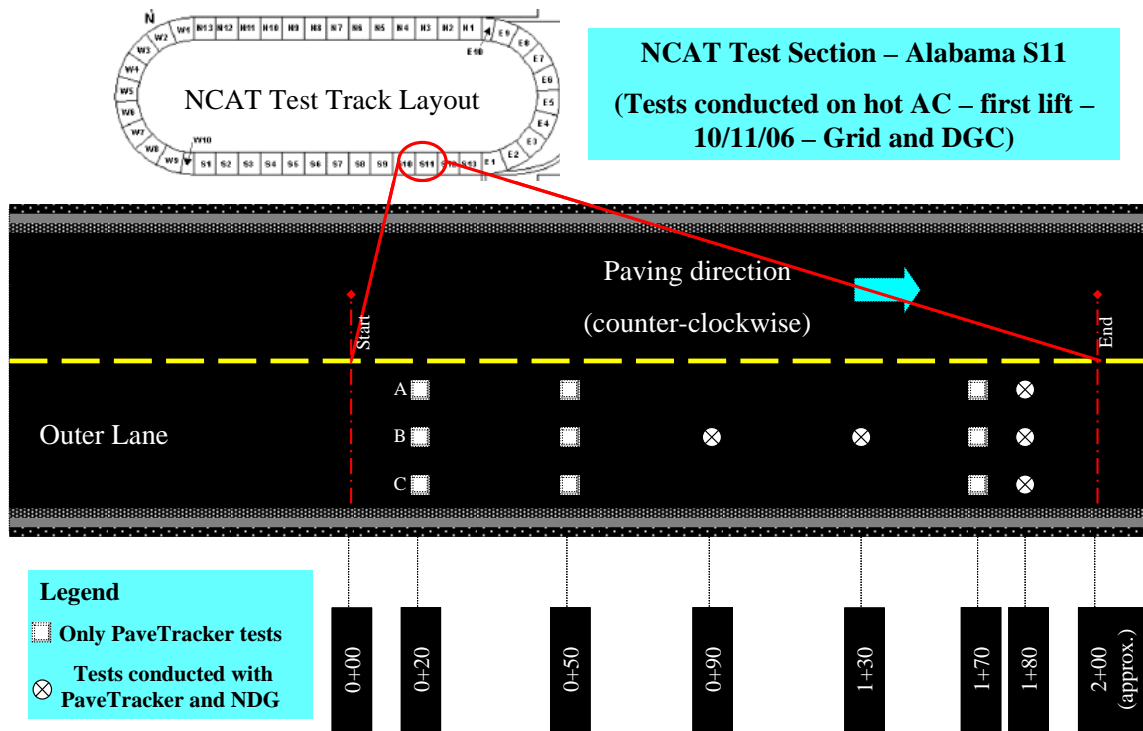 N
W1 N13 N12 N11 N10 N9 N8 N7 N6 N5 N4 N3 N2 N1
W2 E10 E9
W3 E8
W4 E7
W5 E6
W6 E5
W7 E4
W8 E3
W9 W10 E2
S1 S2 S3 S4 S5 S6 S7 S8 S9 S10 S11 S12 S13 E1
NCAT Test Track Layout
NCAT Test Section – Alabama S11
(Tests conducted on hot AC – first lift –
10/11/06 – Grid and DGC)
Paving direction
(counter-clockwise)
Start
End
A
B
C
Outer Lane
Legend
Only PaveTracker tests
Tests conducted with
PaveTracker and NDG
0+00
0+20
0+50
0+90
1+30
1+70
1+80
2+00
(approx.)